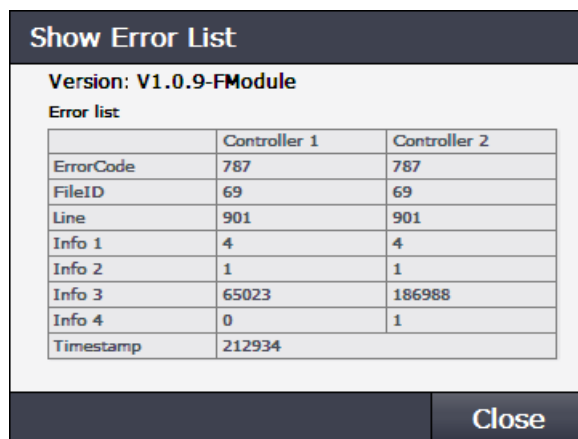 Show Error List
Version: V1.0.9-FModule
Error list
Controller 1 Controller 2
ErrorCode 787 787
FileID 69 69
Line 901 901
Info 1 4 4
Info 2 1 1
Info 3 65023 186988
Info 4 0 1
Timestamp 212934
Close